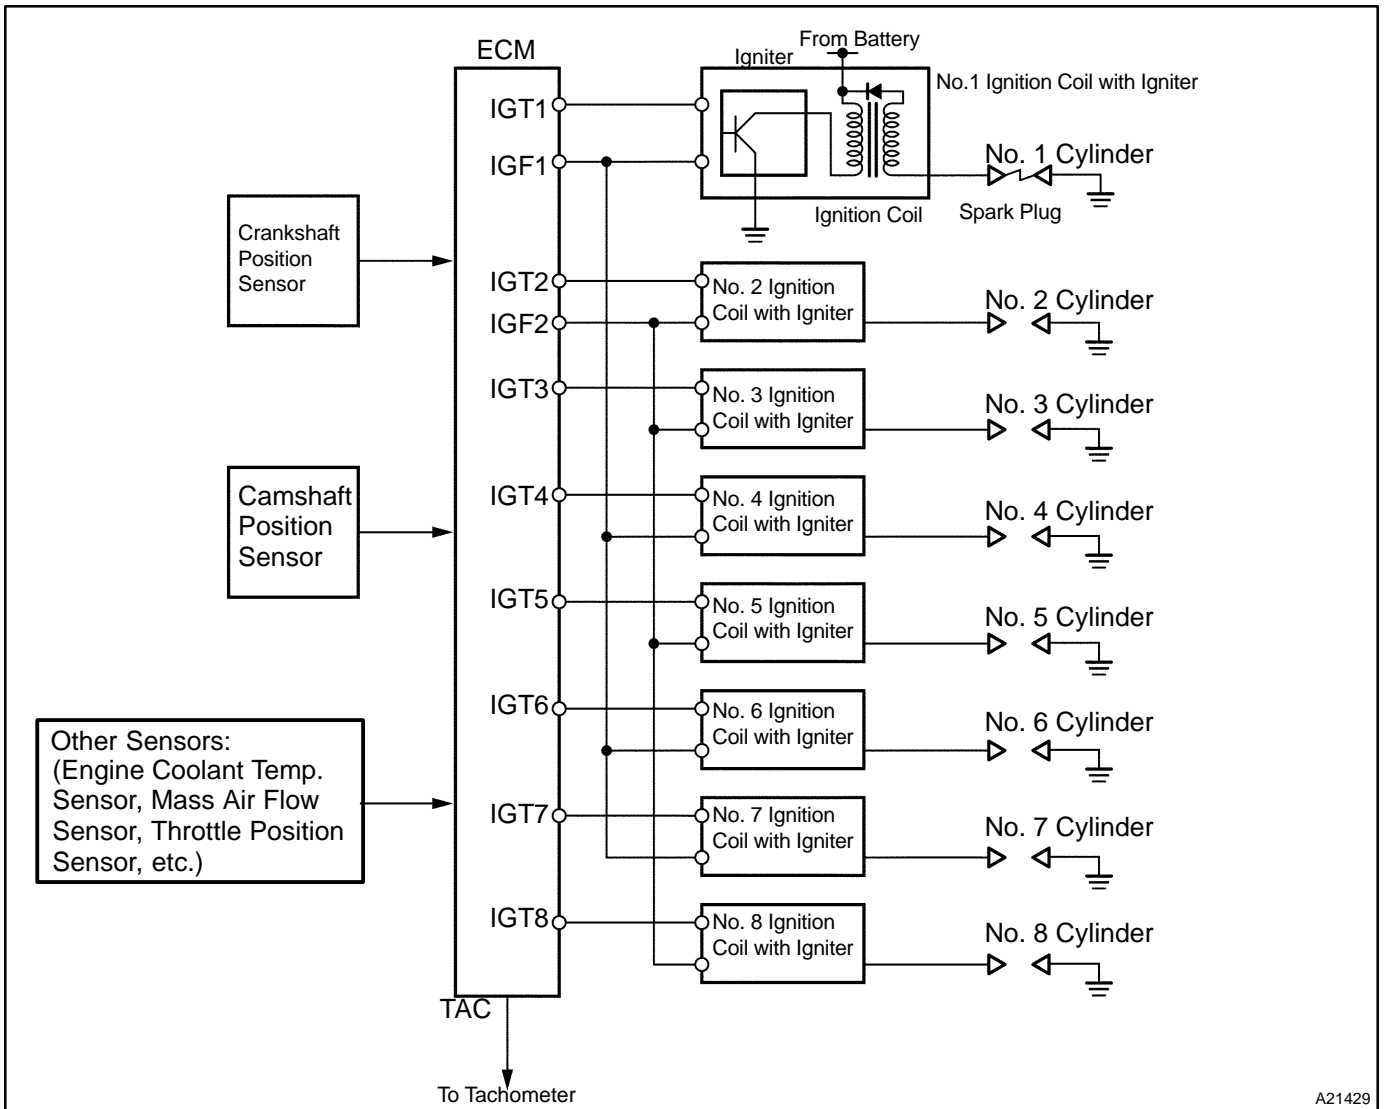 ECM
From Battery
Igniter
No.1 Ignition Coil with Igniter
IGT1
IGF1
No. 1 Cylinder
Ignition Coil
Spark Plug
Crankshaft
Position
Sensor
IGT2
IGF2
No. 2 Ignition
Coil with Igniter
No. 2 Cylinder
IGT3
No. 3 Ignition
Coil with Igniter
No. 3 Cylinder
Camshaft
Position
Sensor
IGT4
No. 4 Ignition
Coil with Igniter
No. 4 Cylinder
IGT5
No. 5 Ignition
Coil with Igniter
No. 5 Cylinder
IGT6
No. 6 Ignition
Coil with Igniter
No. 6 Cylinder
Other Sensors:
(Engine Coolant Temp.
Sensor, Mass Air Flow
Sensor, Throttle Position
Sensor, etc.)
IGT7
No. 7 Ignition
Coil with Igniter
No. 7 Cylinder
IGT8
No. 8 Ignition
Coil with Igniter
No. 8 Cylinder
TAC
To Tachometer
A21429